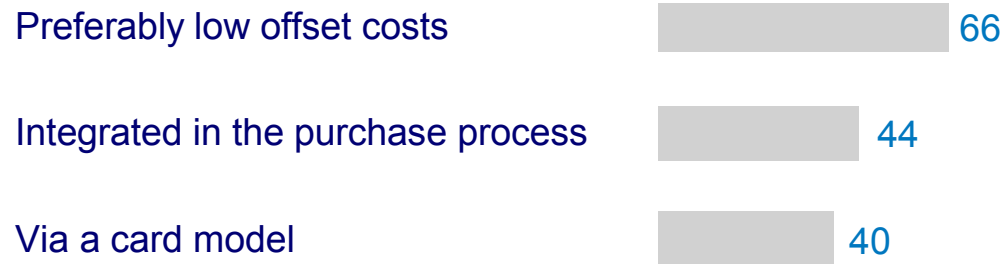 Preferably low offset costs 66
Integrated in the purchase process 44
Via a card model 40